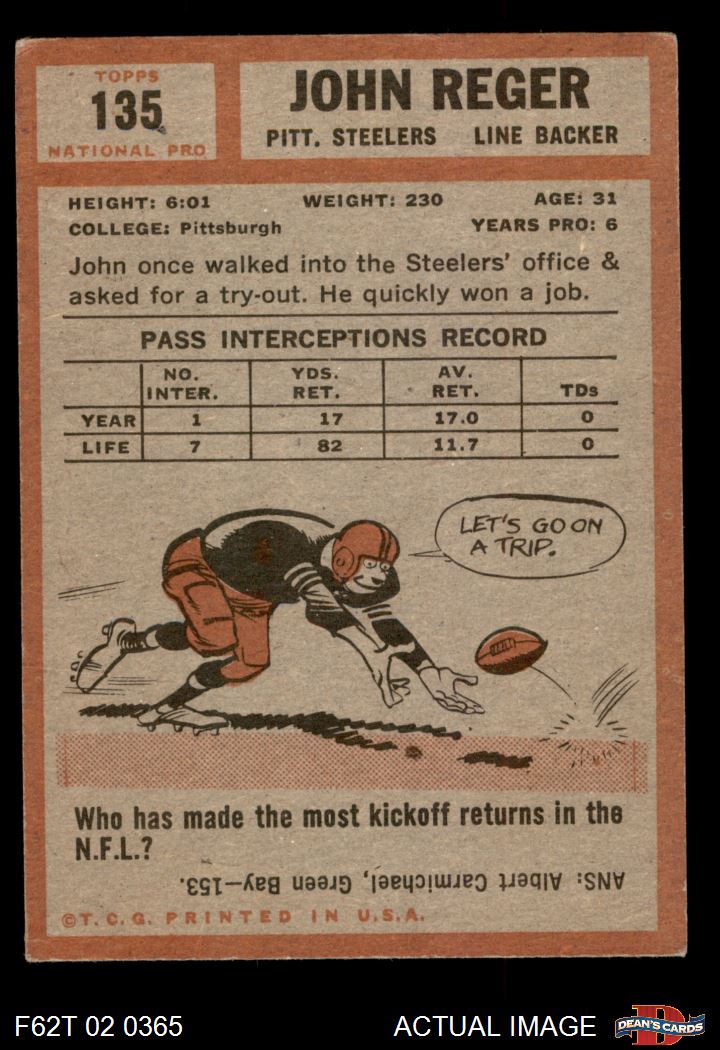 TOPPS
135
NATIONAL PRO
JOHN REGER
PITT. STEELERS LINE BACKER
HEIGHT: 6:01 WEIGHT: 230 AGE: 31
COLLEGE: Pittsburgh YEARS PRO: 6
John once walked into the Steelers' office &
asked for a try-out. He quickly won a job.
PASS INTERCEPTIONS RECORD
NO. INTER. YDS. RET. AV. RET. TDs
YEAR 1 17 17.0 0
LIFE 7 82 11.7 0
LET'S GO ON
A TRIP.
Who has made the most kickoff returns in the
N.F.L.?
ANS: Albert Carmichael, Green Bay—153.
©T.C.G. PRINTED IN U.S.A.
F62T 02 0365 ACTUAL IMAGE D DEAN'S CARDS